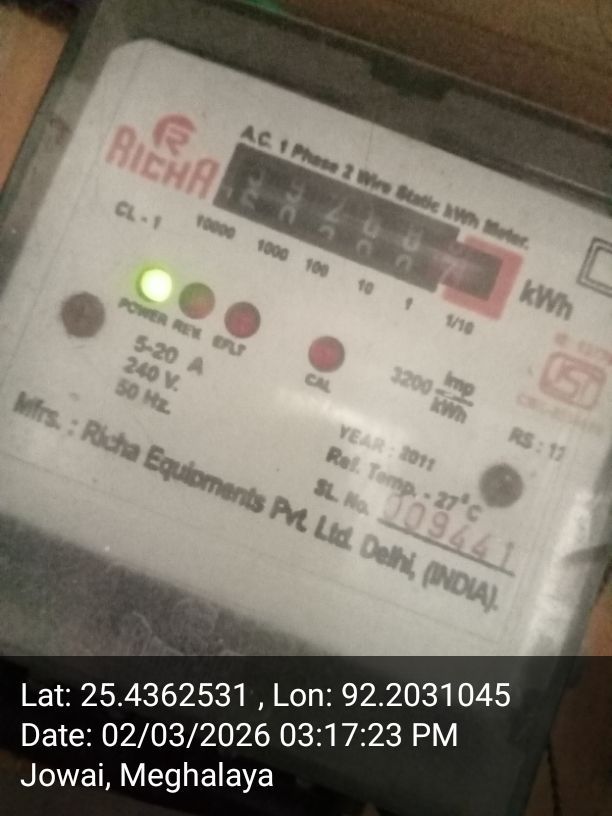 RICHA
A.C. 1 Phase 2 Wire Static kWh Meter.
CL - 1
10000 1000 100 10 1 1/10
kWh
POWER REV. EFLT
CAL
5-20 A
240 V.
50 Hz.
3200 imp/kWh
YEAR : 2011
RS : 17
Ref. Temp. - 27°C
SL. No. 009441
Mfrs. : Richa Equipments Pvt. Ltd. Delhi, (INDIA).
Lat: 25.4362531 , Lon: 92.2031045
Date: 02/03/2026 03:17:23 PM
Jowai, Meghalaya